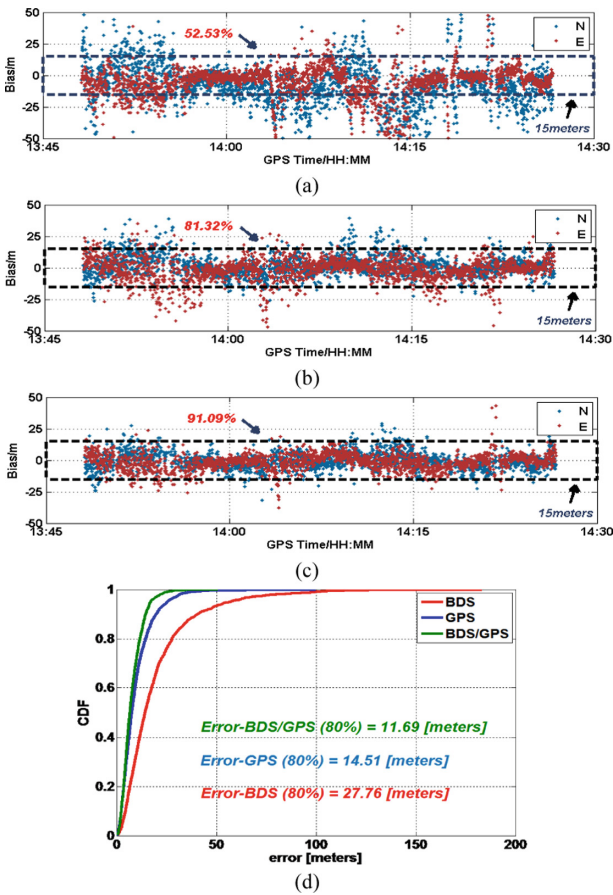 50
52.53%
N
E
25
0
-25
-50
Bias/m
15meters
13:45 14:00 14:15 14:30
GPS Time/HH:MM
(a)
50
81.32%
N
E
25
0
-25
-50
Bias/m
15meters
13:45 14:00 14:15 14:30
GPS Time/HH:MM
(b)
50
91.09%
N
E
25
0
-25
-50
Bias/m
15meters
13:45 14:00 14:15 14:30
GPS Time/HH:MM
(c)
1
BDS
GPS
BDS/GPS
0.8
0.6
CDF
0.4
Error-BDS/GPS (80%) = 11.69 [meters]
Error-GPS (80%) = 14.51 [meters]
0.2
Error-BDS (80%) = 27.76 [meters]
0
0 50 100 150 200
error [meters]
(d)